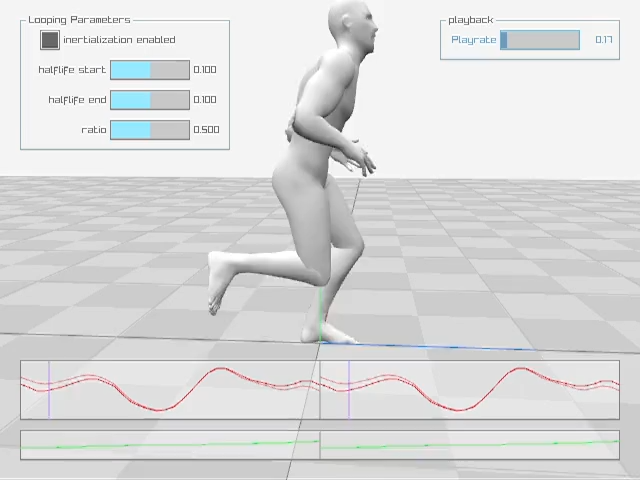 Looping Parameters
inertialization enabled
halflife start 0.100
halflife end 0.100
ratio 0.500
playback
Playrate 0.17